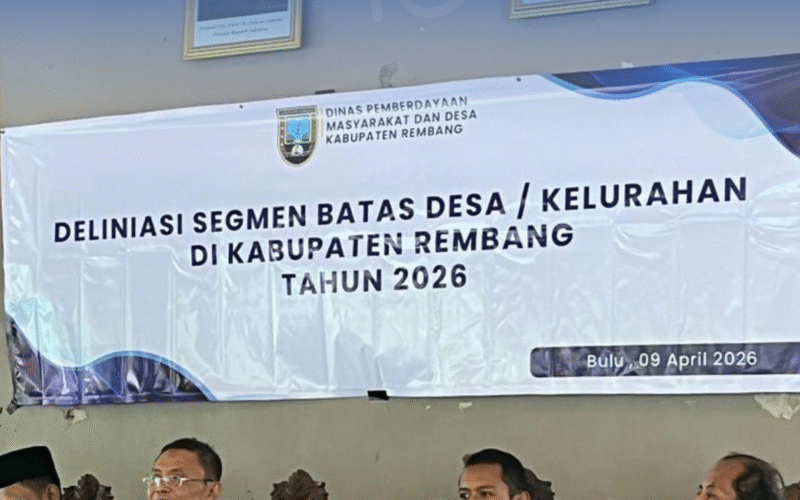 DINAS PEMBERDAYAAN
MASYARAKAT DAN DESA
KABUPATEN REMBANG
DELINIASI SEGMEN BATAS DESA / KELURAHAN
DI KABUPATEN REMBANG
TAHUN 2026
Bulu , 09 April 2026